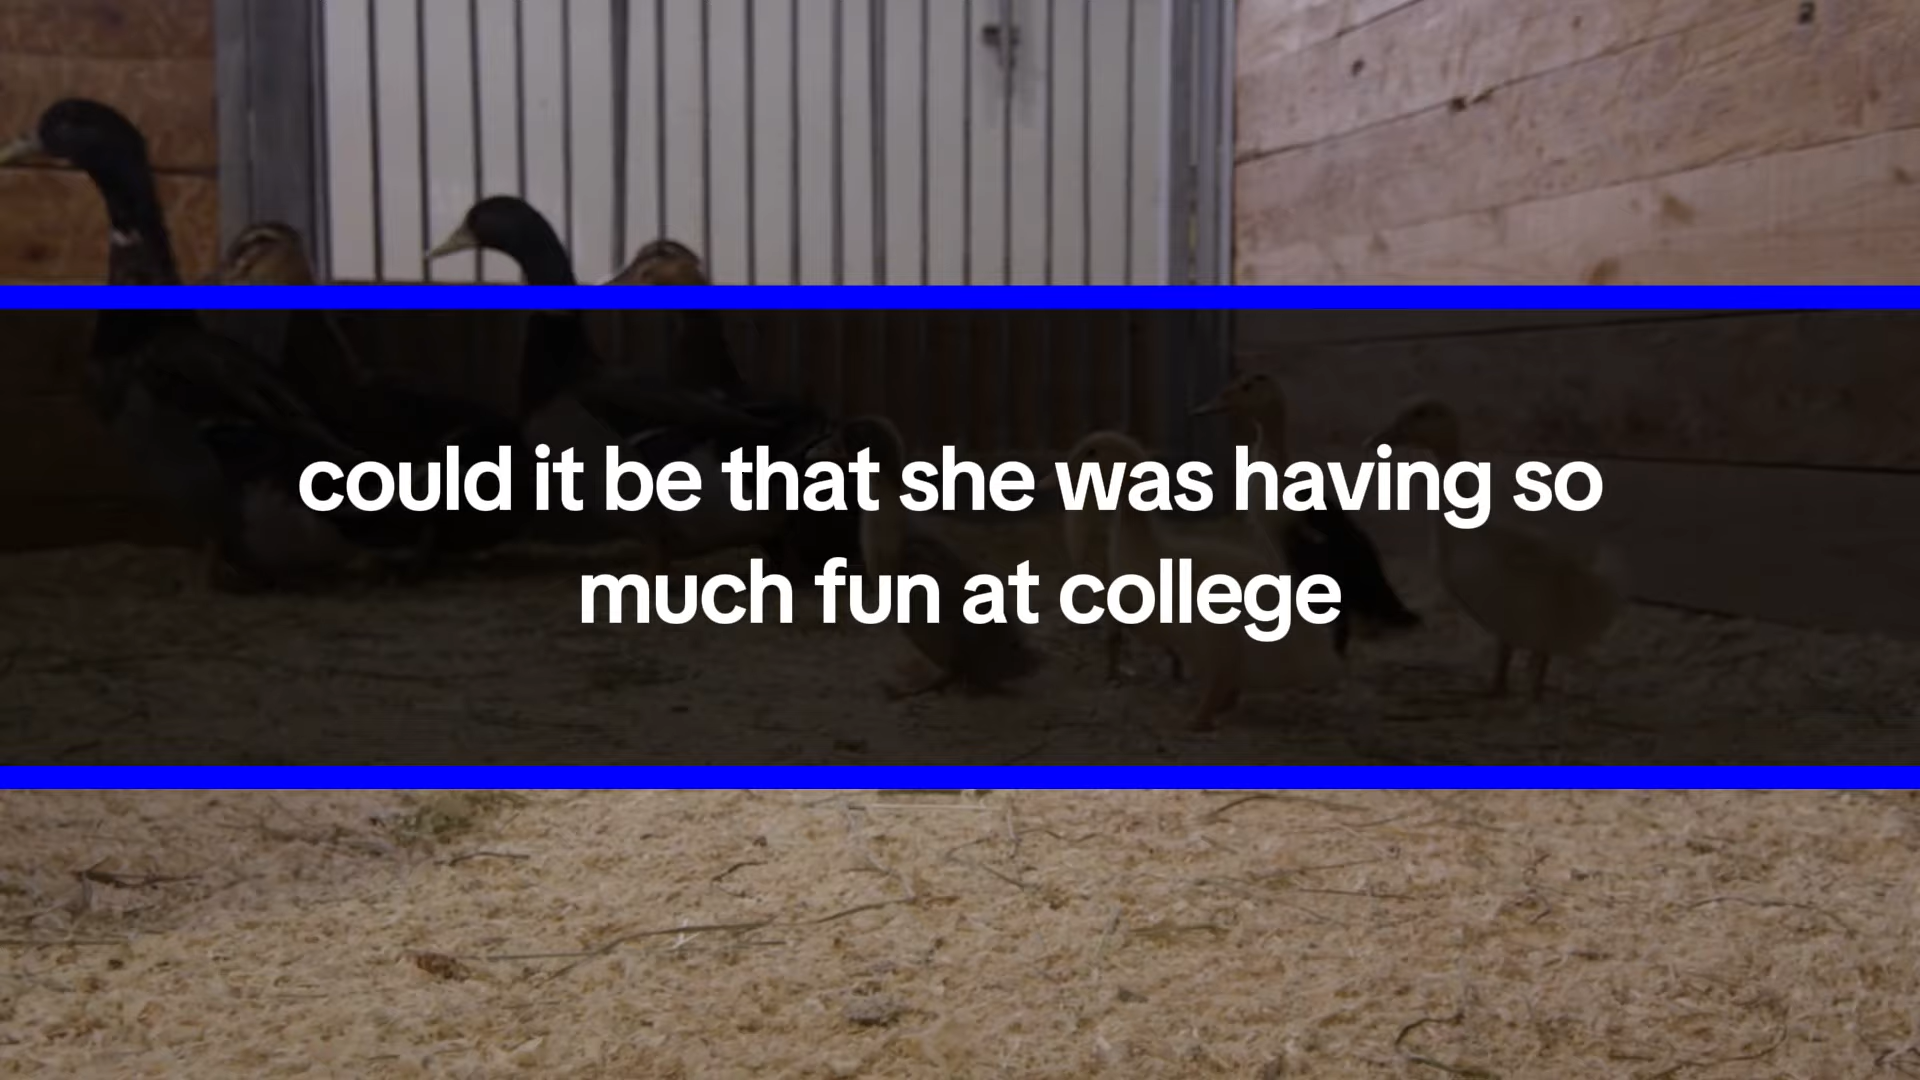 could it be that she was having so
much fun at college